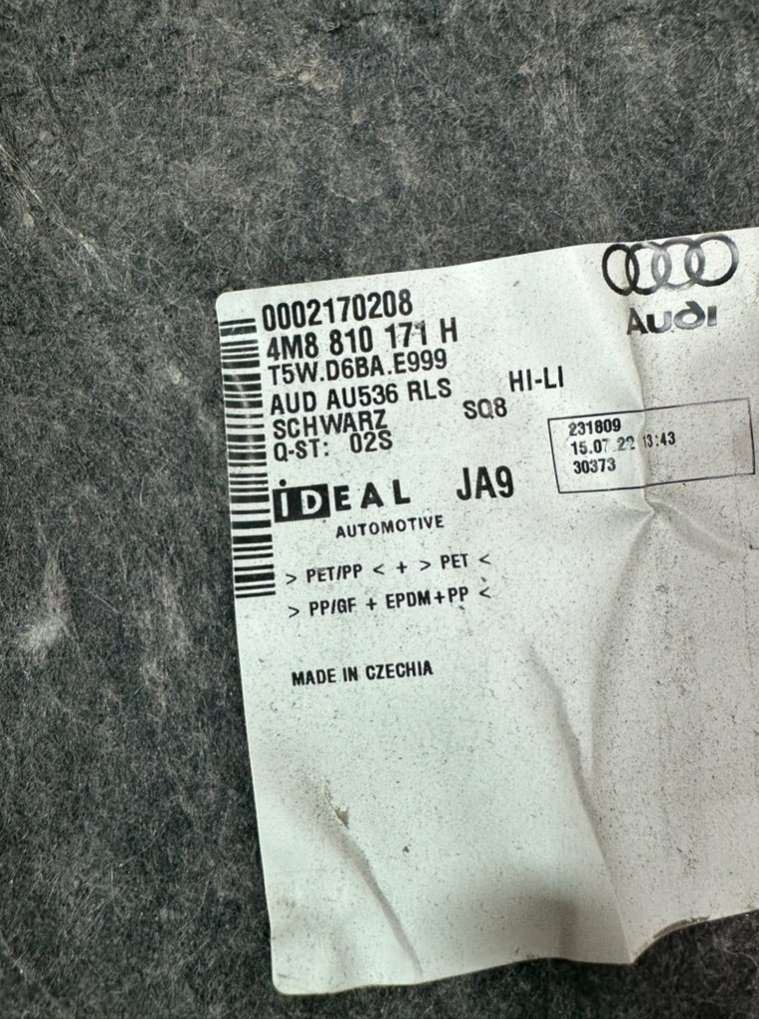 Audi
0002170208
4M8 810 171 H
T5W.D6BA.E999
AUD AU536 RLS HI-LI
SCHWARZ SQ8
Q-ST: 02S
231809
15.07.22 13:43
30373
iDEAL JA9
AUTOMOTIVE
> PET/PP < + > PET <
> PP/GF + EPDM+PP <
MADE IN CZECHIA